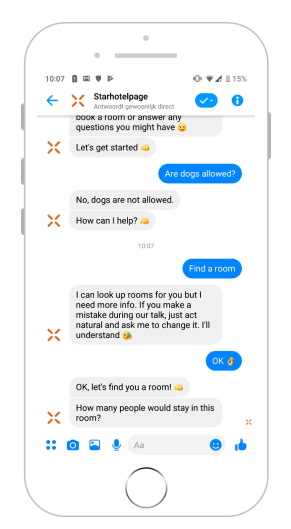 10:07
15%
Starhotelpage
Antwoordt gewoonlijk direct
book a room or answer any
questions you might have 😉
Let's get started 🤜
Are dogs allowed?
No, dogs are not allowed.
How can I help? 🤜
10:07
Find a room
I can look up rooms for you but I
need more info. If you make a
mistake during our talk, just act
natural and ask me to change it. I'll
understand 🤓
OK 👌
OK, let's find you a room! 🤜
How many people would stay in this
room?
Aa